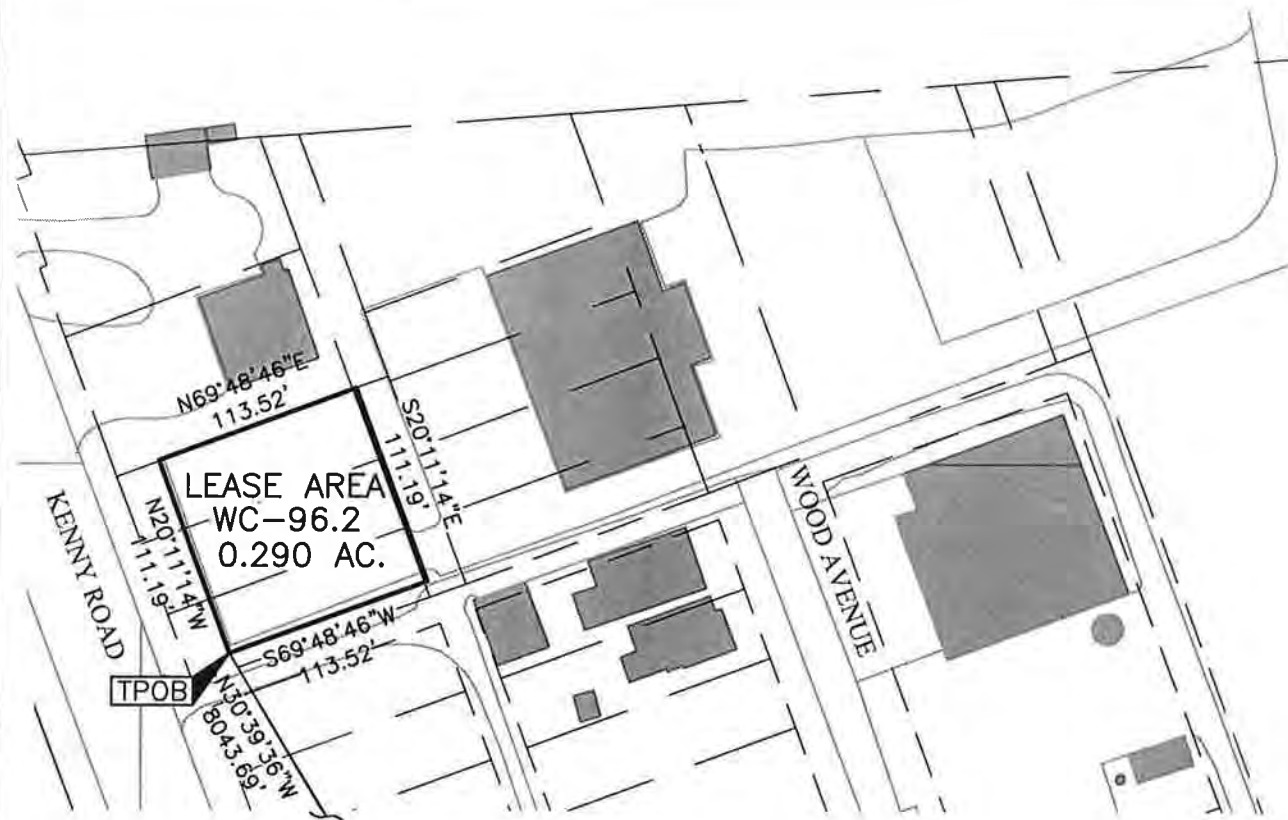 N69°48'46"E
113.52'
S20°11'14"E
111.19'
LEASE AREA
WC-96.2
0.290 AC.
N20°11'14"W
111.19'
KENNY ROAD
WOOD AVENUE
S69°48'46"W
113.52'
TPOB
N30°39'36"W
8043.69'